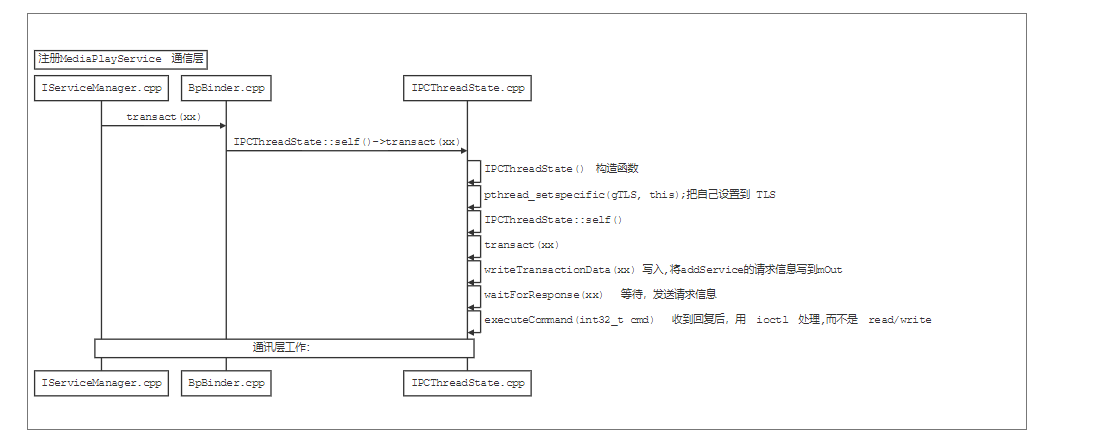 注册MediaPlayService 通信层
IServiceManager.cpp BpBinder.cpp IPCThreadState.cpp
transact(xx)
IPCThreadState::self()->transact(xx)
IPCThreadState() 构造函数
pthread_setspecific(gTLS, this);把自己设置到 TLS
IPCThreadState::self()
transact(xx)
writeTransactionData(xx) 写入,将addService的请求信息写到mOut
waitForResponse(xx) 等待，发送请求信息
executeCommand(int32_t cmd) 收到回复后，用 ioctl 处理,而不是 read/write
通讯层工作:
IServiceManager.cpp BpBinder.cpp IPCThreadState.cpp